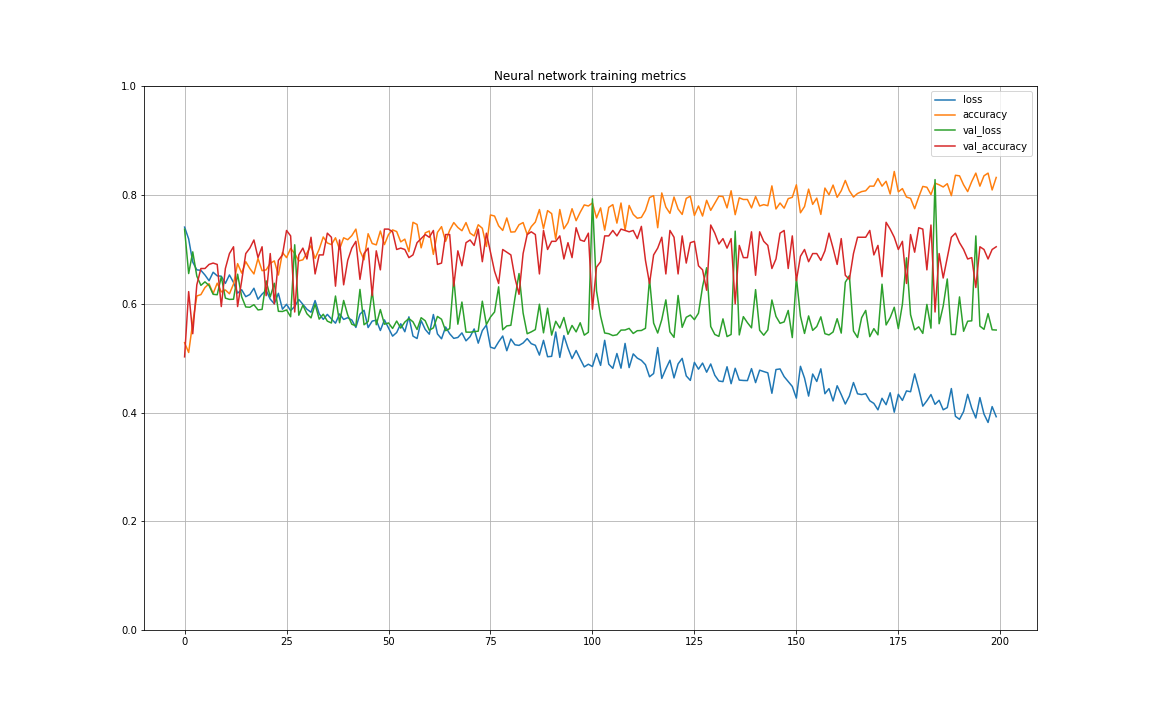 Neural network training metrics
1.0
0.8
0.6
0.4
0.2
0.0
loss
accuracy
val_loss
val_accuracy
0 25 50 75 100 125 150 175 200